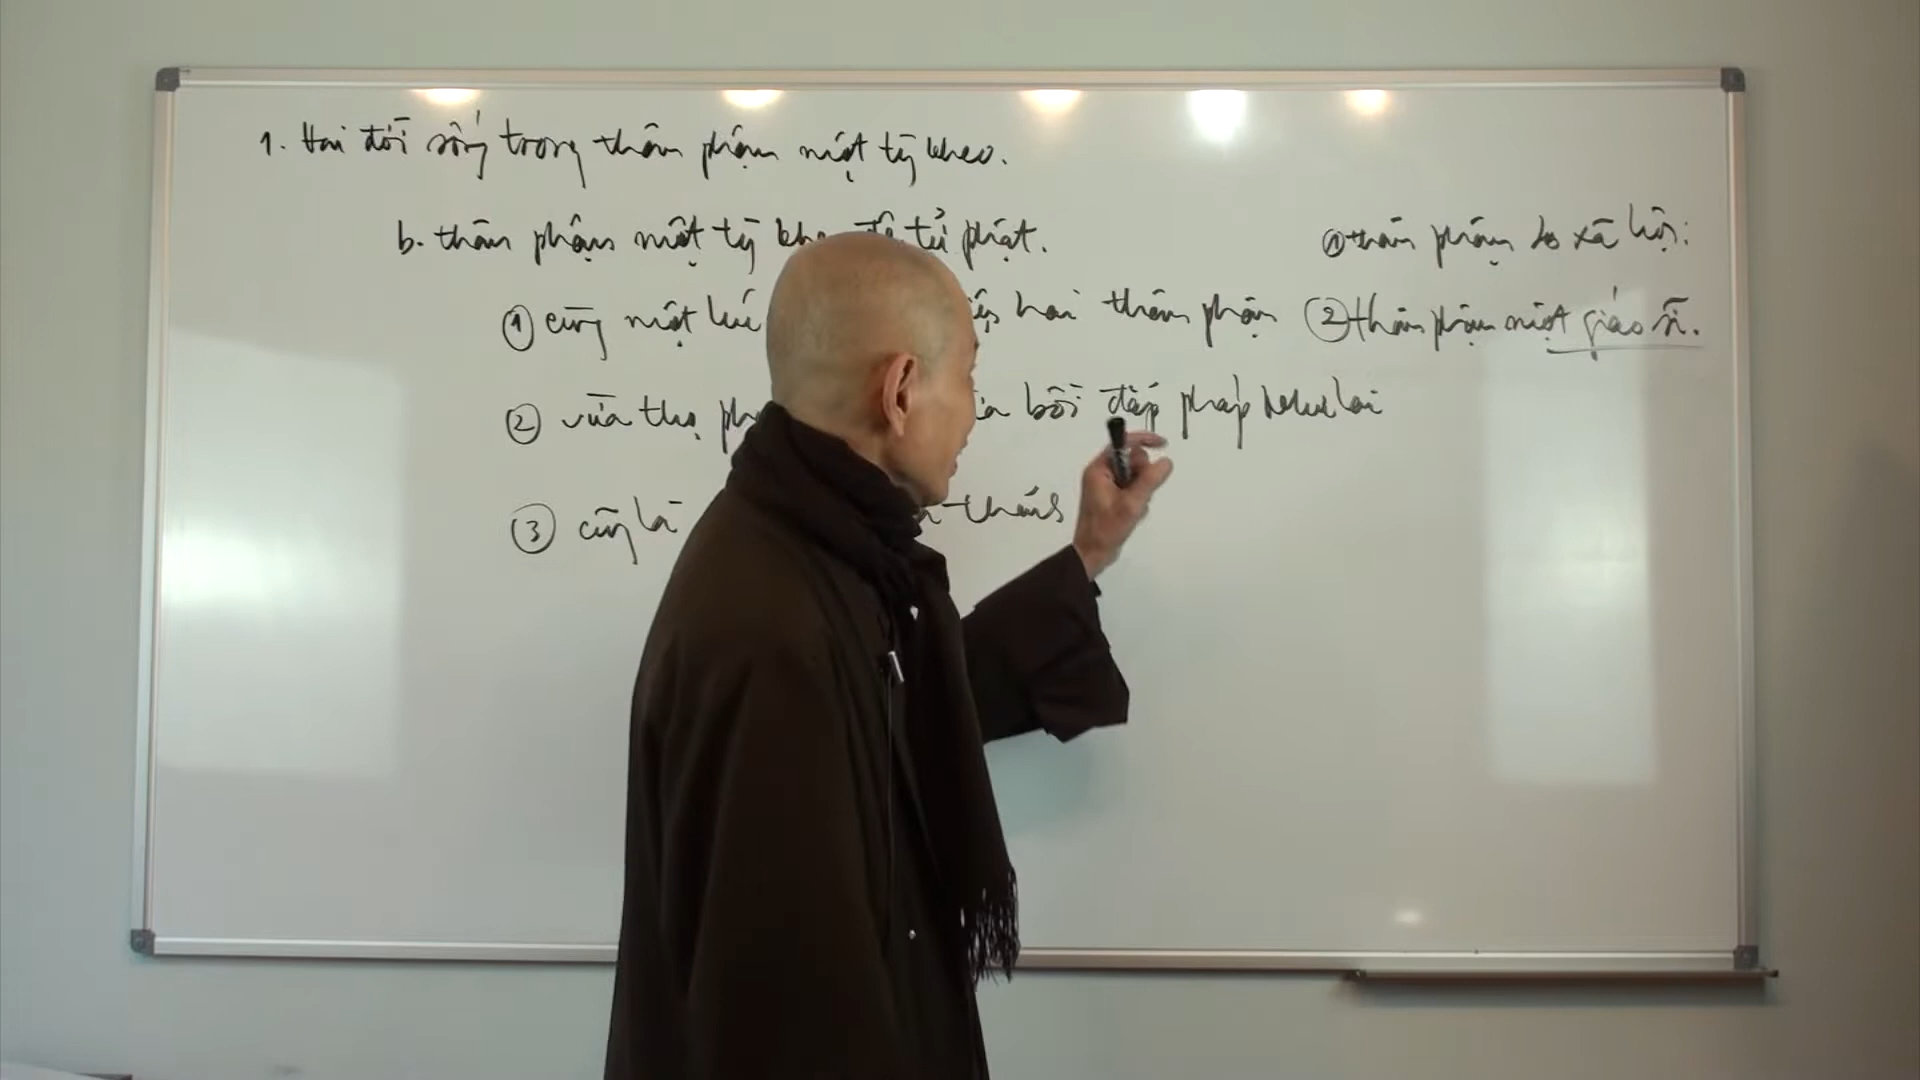 1. Hai đời sống trong thân phận một tỳ kheo.
b. thân phận một tỳ kheo đệ tử phật.
① thân phận do xã hội:
① cùng một lúc hai thân phận
② thân phận một giáo sĩ.
② vừa thọ bồi đắp pháp Như lai
③ cũng là